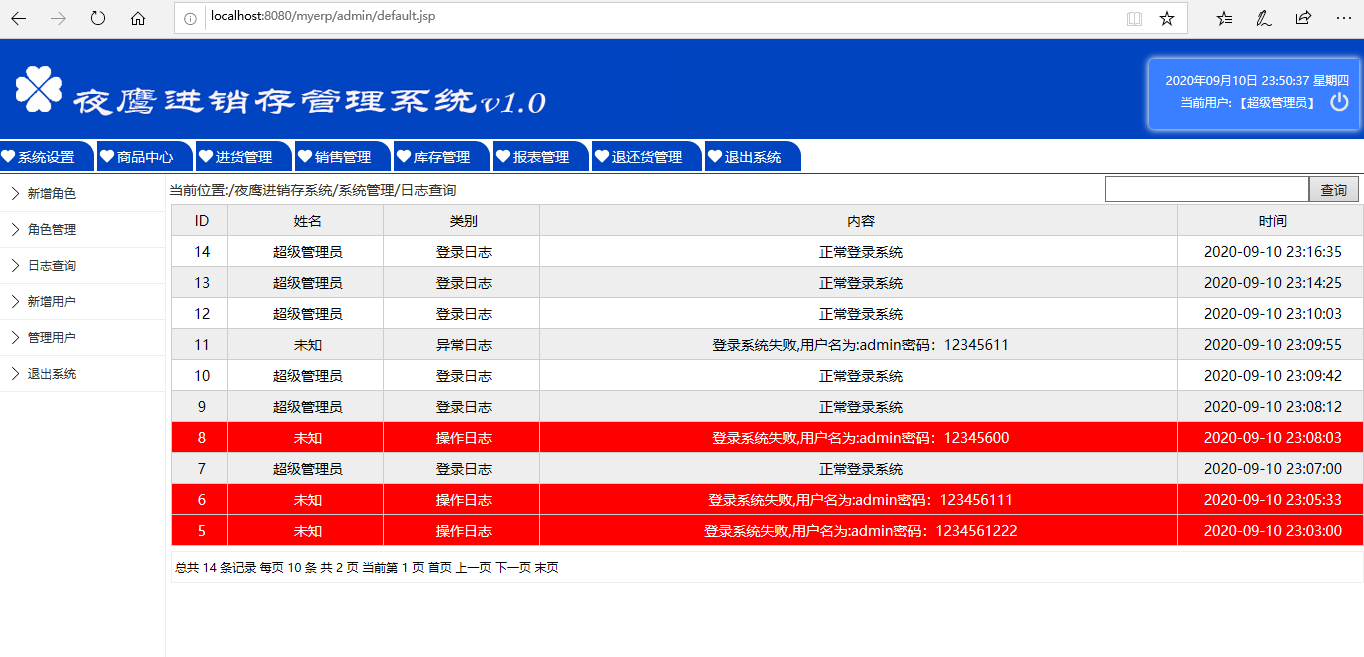 localhost:8080/myerp/admin/default.jsp
夜鹰进销存管理系统v1.0
2020年09月10日 23:50:37 星期四
当前用户:【超级管理员】
系统设置 商品中心 进货管理 销售管理 库存管理 报表管理 退还货管理 退出系统
新增角色
角色管理
日志查询
新增用户
管理用户
退出系统
当前位置:/夜鹰进销存系统/系统管理/日志查询 查询
ID 姓名 类别 内容 时间
14 超级管理员 登录日志 正常登录系统 2020-09-10 23:16:35
13 超级管理员 登录日志 正常登录系统 2020-09-10 23:14:25
12 超级管理员 登录日志 正常登录系统 2020-09-10 23:10:03
11 未知 异常日志 登录系统失败,用户名为:admin密码：12345611 2020-09-10 23:09:55
10 超级管理员 登录日志 正常登录系统 2020-09-10 23:09:42
9 超级管理员 登录日志 正常登录系统 2020-09-10 23:08:12
8 未知 操作日志 登录系统失败,用户名为:admin密码：12345600 2020-09-10 23:08:03
7 超级管理员 登录日志 正常登录系统 2020-09-10 23:07:00
6 未知 操作日志 登录系统失败,用户名为:admin密码：123456111 2020-09-10 23:05:33
5 未知 操作日志 登录系统失败,用户名为:admin密码：1234561222 2020-09-10 23:03:00
总共 14 条记录 每页 10 条 共 2 页 当前第 1 页 首页 上一页 下一页 末页